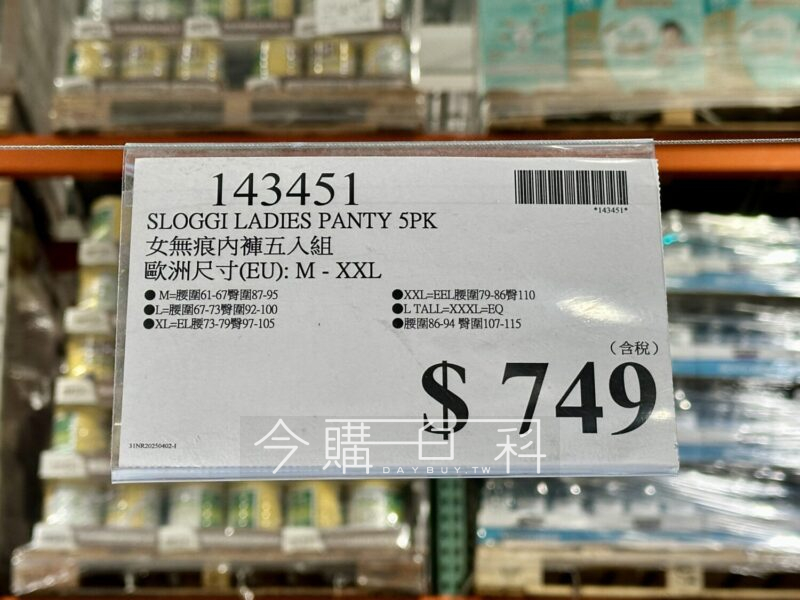 143451
*143451*
SLOGGI LADIES PANTY 5PK
女無痕內褲五入組
歐洲尺寸(EU): M - XXL
● M=腰圍61-67臀圍87-95
●L=腰圍67-73臀圍92-100
●XL=EL腰73-79臀97-105
●XXL=EEL腰79-86臀110
●L TALL=XXXL=EQ
●腰圍86-94 臀圍107-115
(含稅)
$ 749
31NR20250402-1
今購百科
DAYBUY.TW